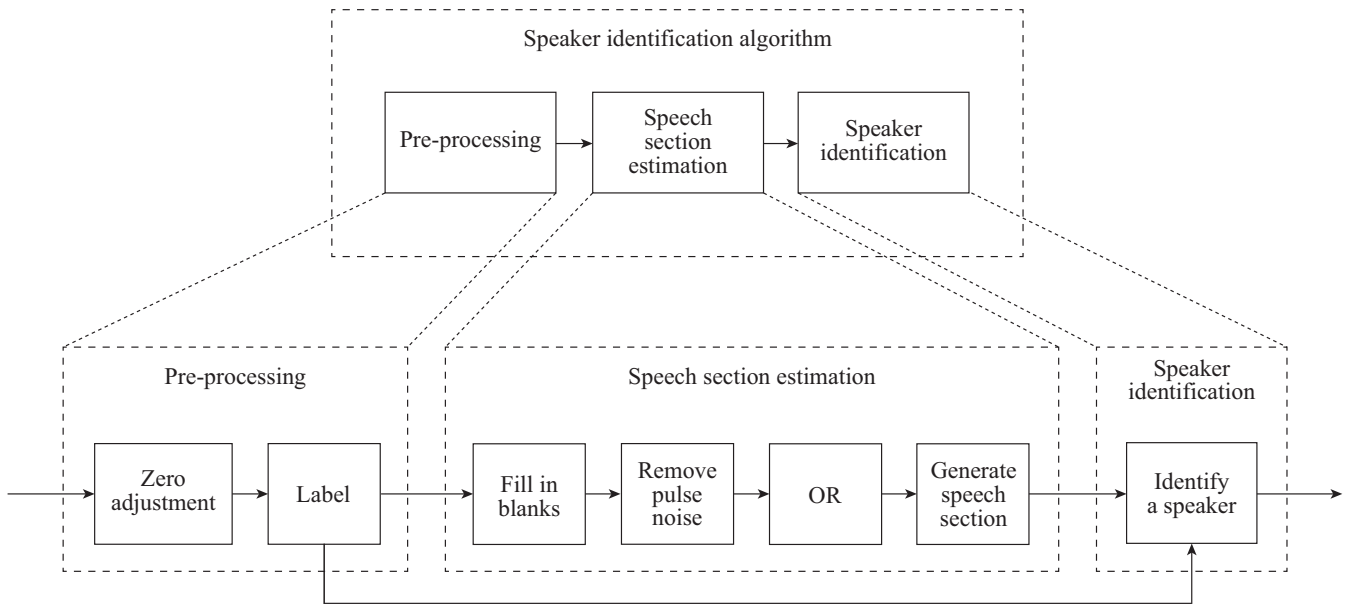 Speaker identification algorithm
Pre-processing
Speech
section
estimation
Speaker
identification
Pre-processing
Speech section estimation
Speaker
identification
Zero
adjustment
Label
Fill in
blanks
Remove
pulse
noise
OR
Generate
speech
section
Identify
a speaker